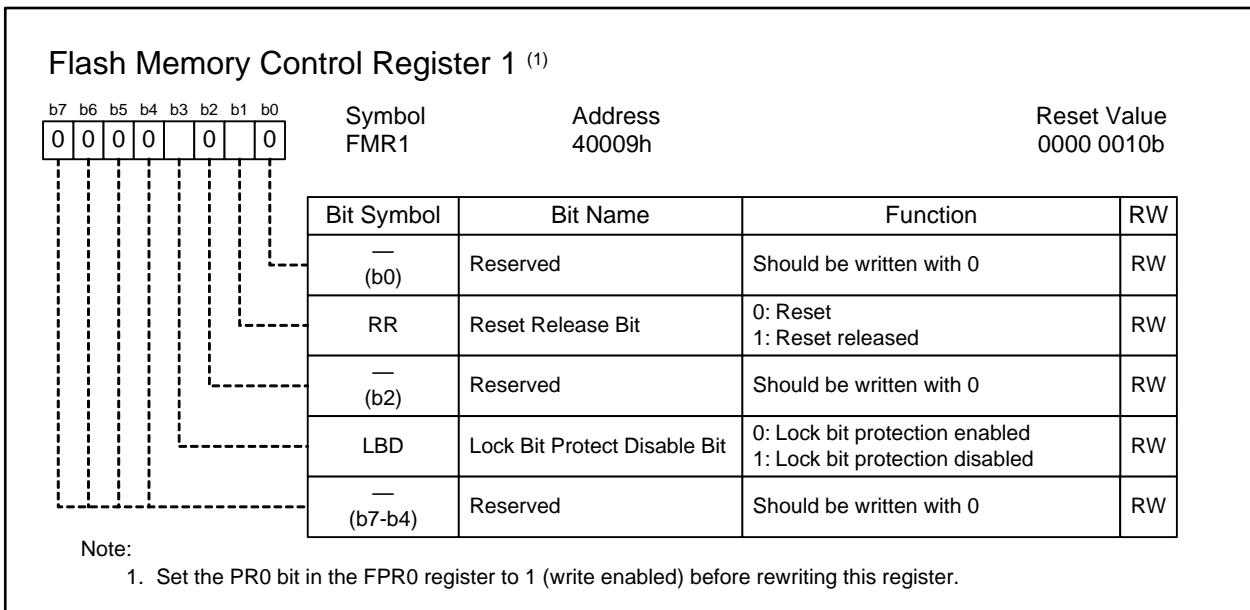 Flash Memory Control Register 1 (1)
b7 b6 b5 b4 b3 b2 b1 b0
0 0 0 0 0 0
Symbol Address Reset Value
FMR1 40009h 0000 0010b
Bit Symbol Bit Name Function RW
—
(b0) Reserved Should be written with 0 RW
RR Reset Release Bit 0: Reset
1: Reset released RW
—
(b2) Reserved Should be written with 0 RW
LBD Lock Bit Protect Disable Bit 0: Lock bit protection enabled
1: Lock bit protection disabled RW
—
(b7-b4) Reserved Should be written with 0 RW
Note:
1. Set the PR0 bit in the FPR0 register to 1 (write enabled) before rewriting this register.